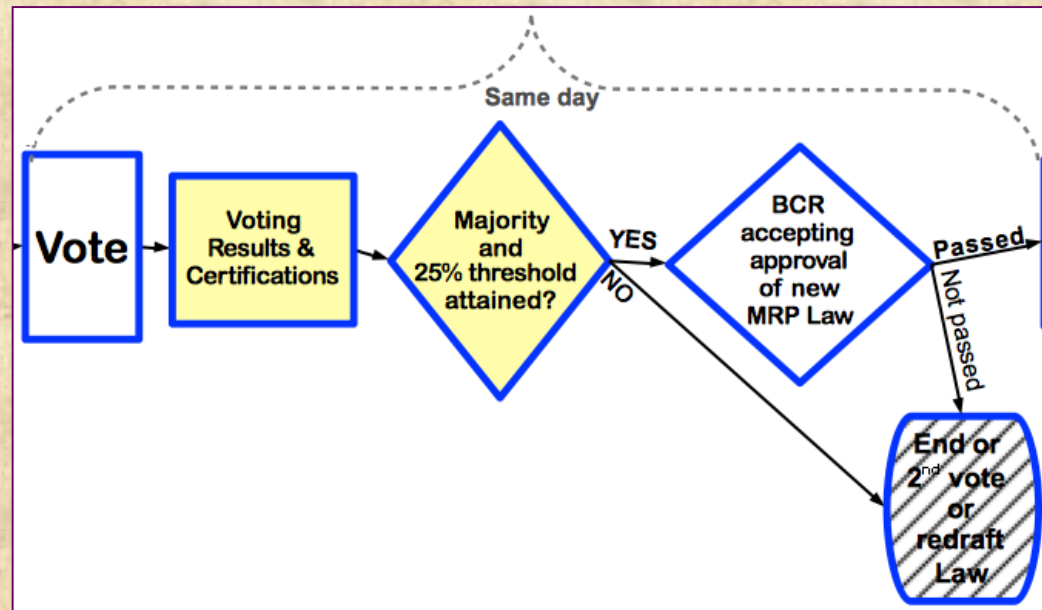 Same day
Vote
Voting
Results &
Certifications
Majority
and
25% threshold
attained?
YES
NO
BCR
accepting
approval
of new
MRP Law
Passed
Not passed
End or
2nd vote
or
redraft
Law